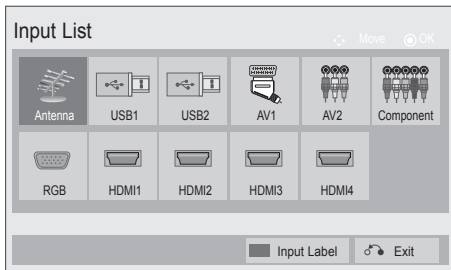 Input List
Move OK
Antenna USB1 USB2 AV1 AV2 Component
RGB HDMI1 HDMI2 HDMI3 HDMI4
Input Label Exit